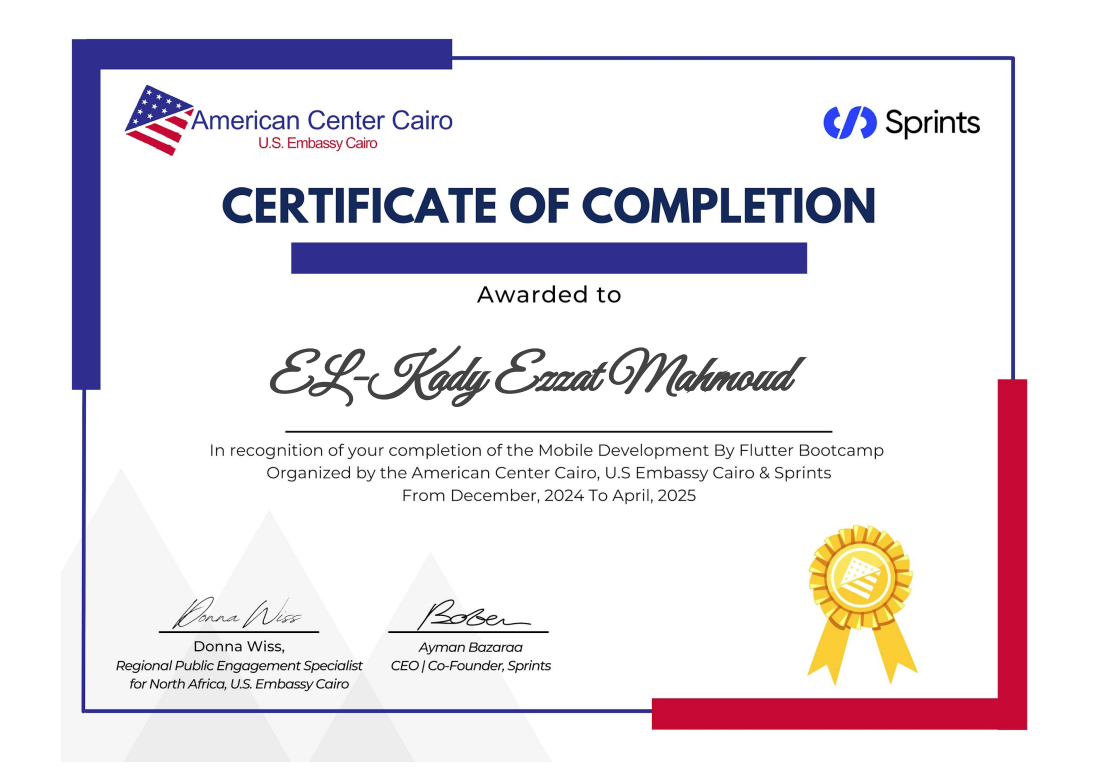 American Center Cairo
U.S. Embassy Cairo
Sprints
CERTIFICATE OF COMPLETION
Awarded to
EL-Kady Ezzat Mahmoud
In recognition of your completion of the Mobile Development By Flutter Bootcamp
Organized by the American Center Cairo, U.S Embassy Cairo & Sprints
From December, 2024 To April, 2025
Donna Wiss
Donna Wiss,
Regional Public Engagement Specialist
for North Africa, U.S. Embassy Cairo
Ayman Bazaraa
CEO | Co-Founder, Sprints